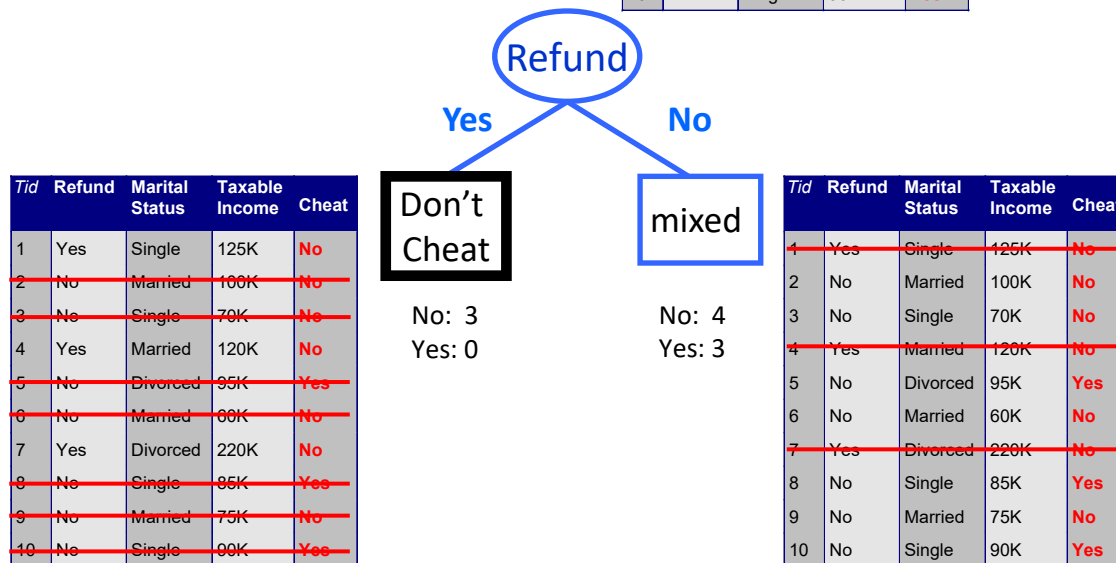 Refund
Yes No
Tid Refund Marital Status Taxable Income Cheat
1 Yes Single 125K No
2 No Married 100K No
3 No Single 70K No
4 Yes Married 120K No
5 No Divorced 95K Yes
6 No Married 60K No
7 Yes Divorced 220K No
8 No Single 85K Yes
9 No Married 75K No
10 No Single 90K Yes
Don't
Cheat
No: 3
Yes: 0
mixed
No: 4
Yes: 3
Tid Refund Marital Status Taxable Income Cheat
1 Yes Single 125K No
2 No Married 100K No
3 No Single 70K No
4 Yes Married 120K No
5 No Divorced 95K Yes
6 No Married 60K No
7 Yes Divorced 220K No
8 No Single 85K Yes
9 No Married 75K No
10 No Single 90K Yes